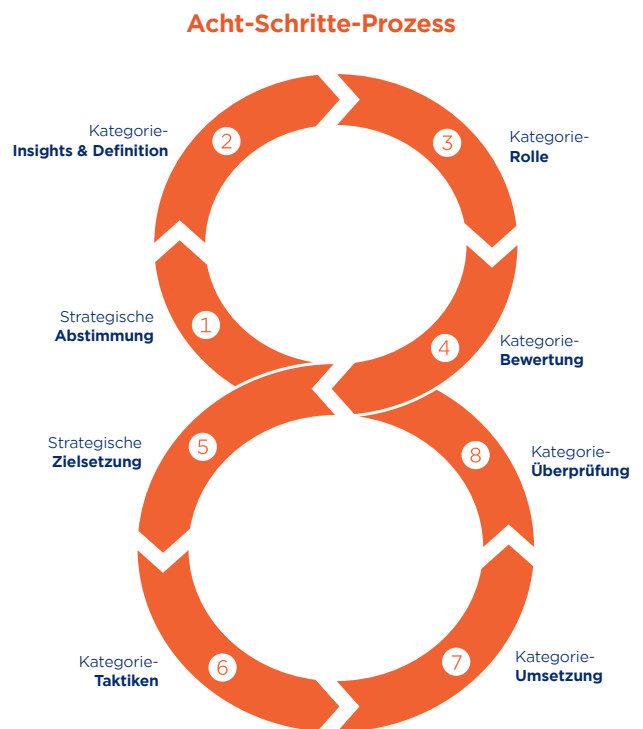 Acht-Schritte-Prozess
1
Strategische
Abstimmung
2
Kategorie-
Insights & Definition
3
Kategorie-
Rolle
4
Kategorie-
Bewertung
5
Strategische
Zielsetzung
6
Kategorie-
Taktiken
7
Kategorie-
Umsetzung
8
Kategorie-
Überprüfung